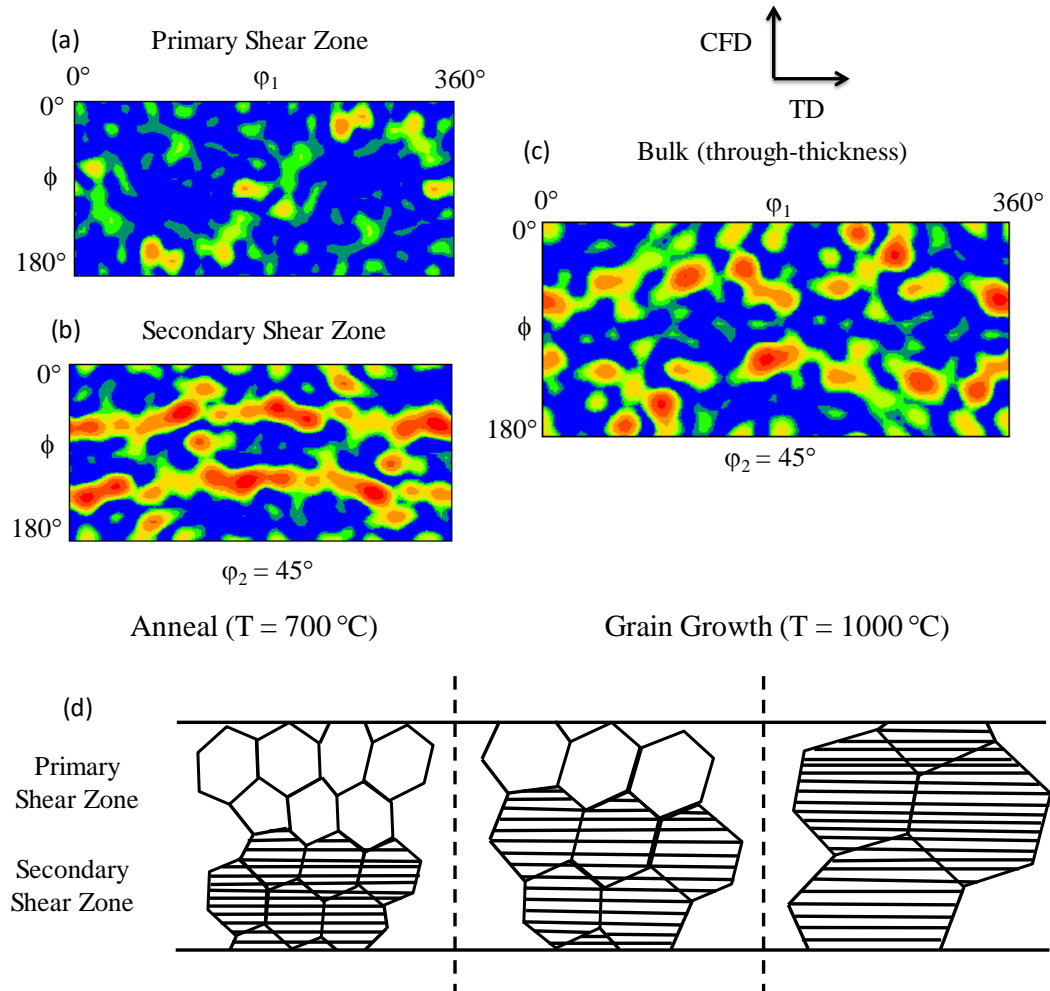 (a)
Primary Shear Zone
0°
φ1
360°
0°
ϕ
180°
(b)
Secondary Shear Zone
0°
ϕ
180°
φ2 = 45°
CFD
TD
(c)
Bulk (through-thickness)
0°
φ1
360°
0°
ϕ
180°
φ2 = 45°
Anneal (T = 700 °C)
Grain Growth (T = 1000 °C)
(d)
Primary
Shear Zone
Secondary
Shear Zone